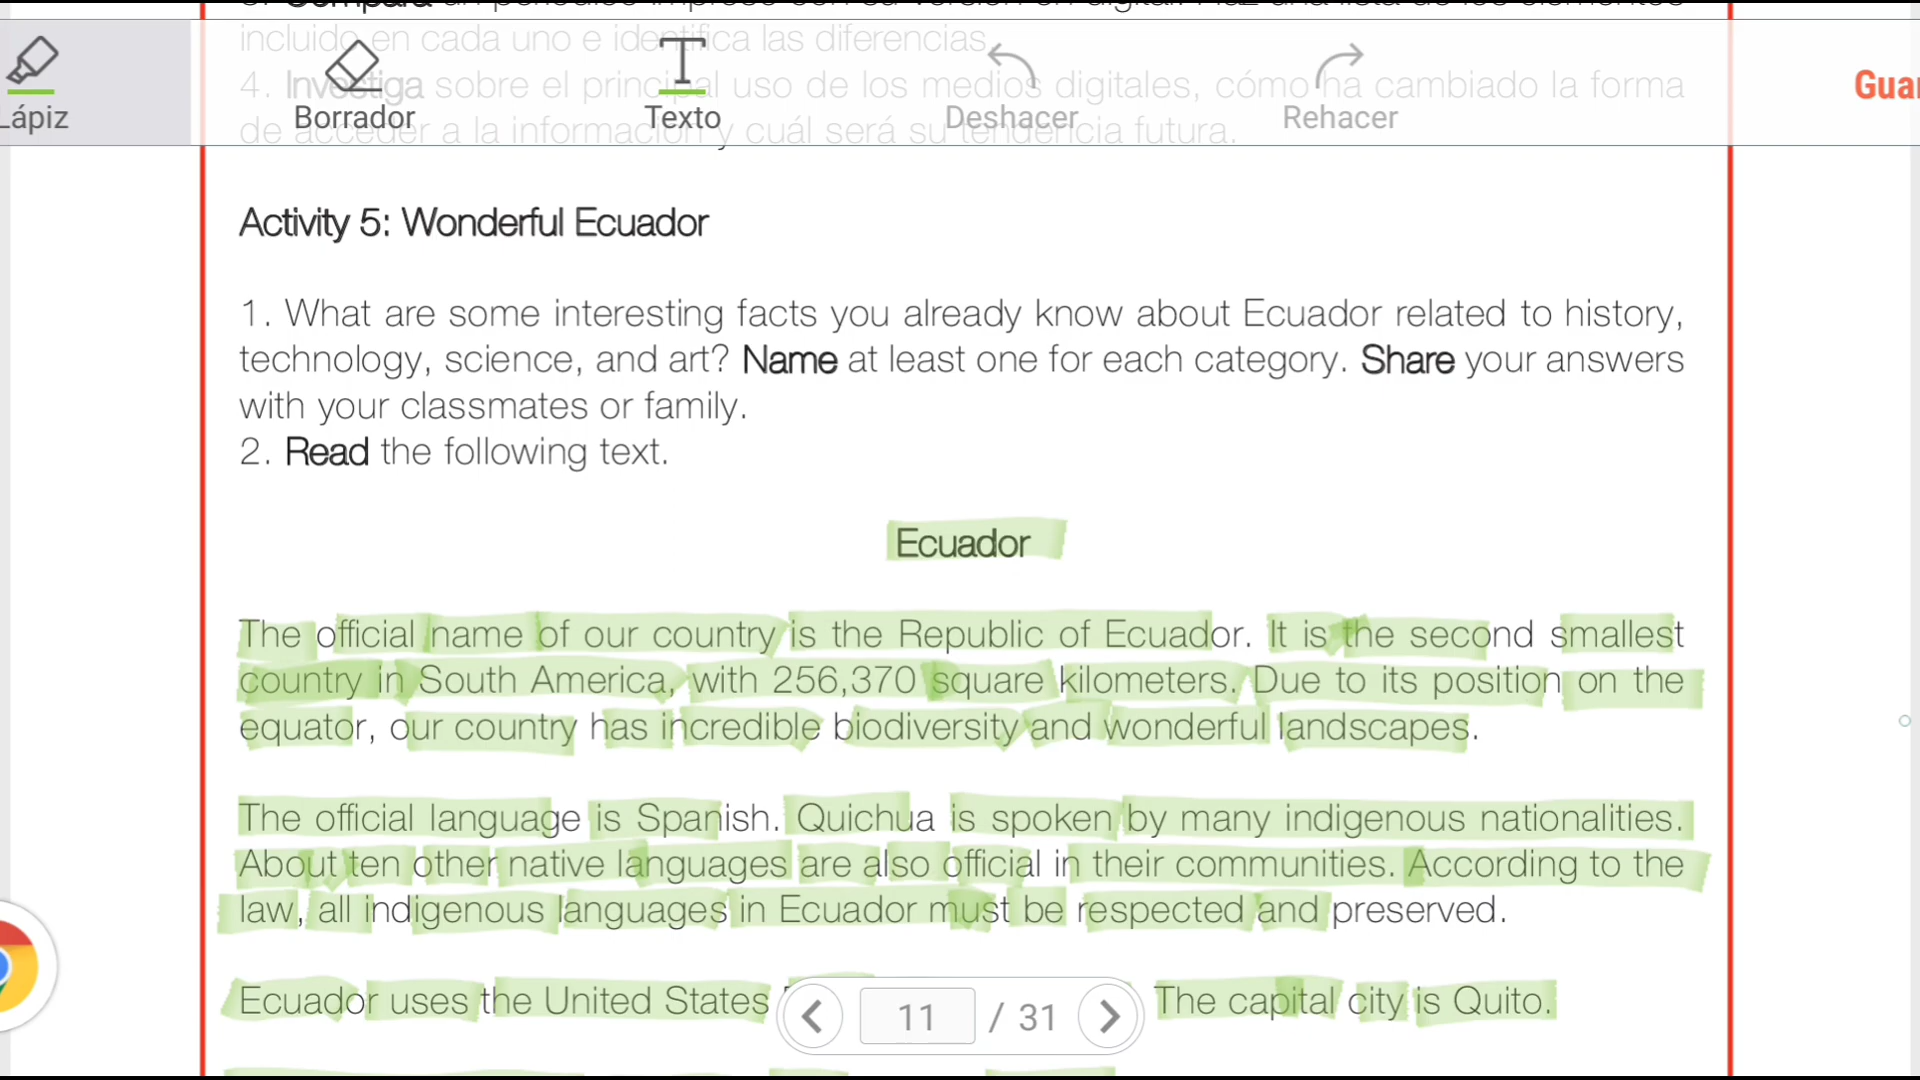 incluido en cada uno e identifica las diferencias.
4. Investiga sobre el principal uso de los medios digitales, cómo ha cambiado la forma
de acceder a la información y cuál será su tendencia futura.
Lápiz
Borrador
Texto
Deshacer
Rehacer
Activity 5: Wonderful Ecuador
1. What are some interesting facts you already know about Ecuador related to history,
technology, science, and art? Name at least one for each category. Share your answers
with your classmates or family.
2. Read the following text.
Ecuador
The official name of our country is the Republic of Ecuador. It is the second smallest
country in South America, with 256,370 square kilometers. Due to its position on the
equator, our country has incredible biodiversity and wonderful landscapes.
The official language is Spanish. Quichua is spoken by many indigenous nationalities.
About ten other native languages are also official in their communities. According to the
law, all indigenous languages in Ecuador must be respected and preserved.
Ecuador uses the United States
The capital city is Quito.
11 / 31